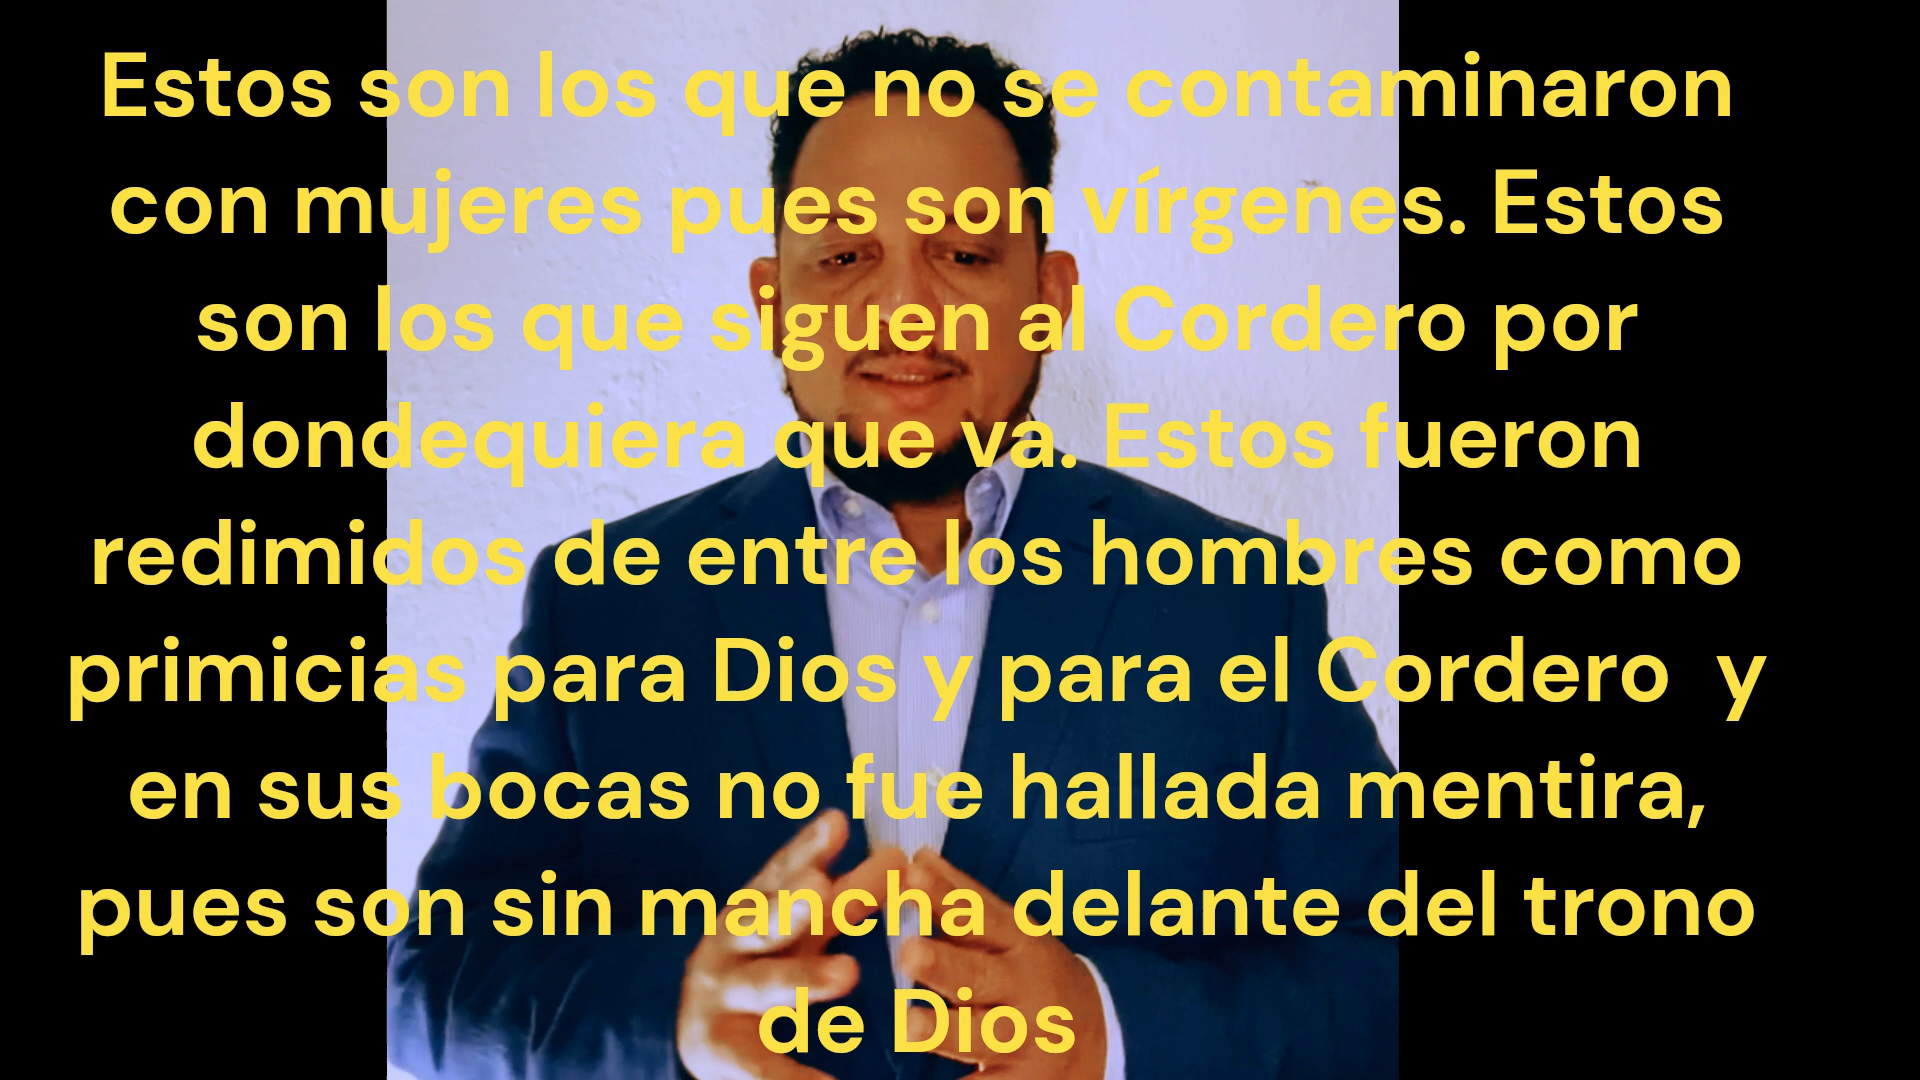 Estos son los que no se contaminaron
con mujeres pues son vírgenes. Estos
son los que siguen al Cordero por
dondequiera que va. Estos fueron
redimidos de entre los hombres como
primicias para Dios y para el Cordero  y
en sus bocas no fue hallada mentira,
pues son sin mancha delante del trono
de Dios